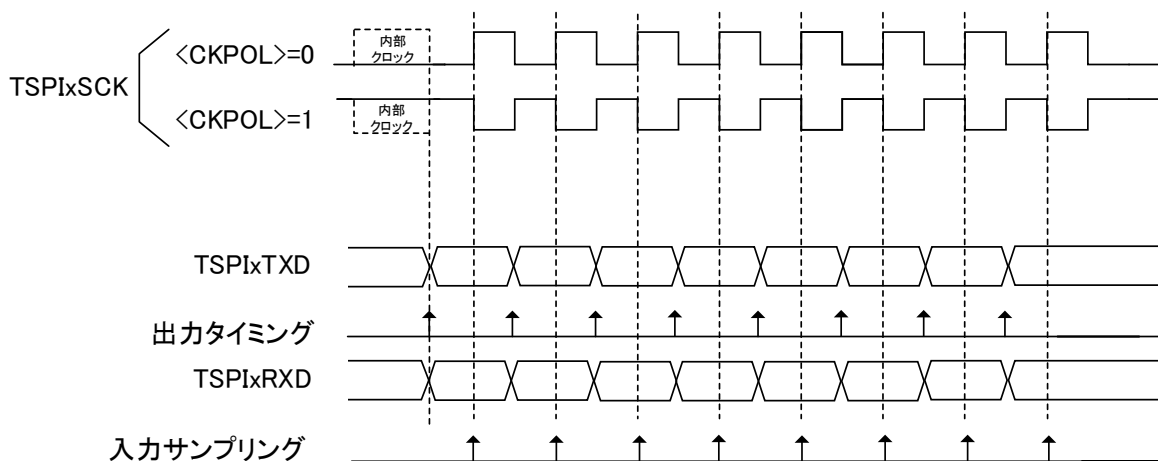 TSPIxSCK
<CKPOL>=0
内部
クロック
<CKPOL>=1
内部
クロック
TSPIxTXD
出力タイミング
TSPIxRXD
入力サンプリング